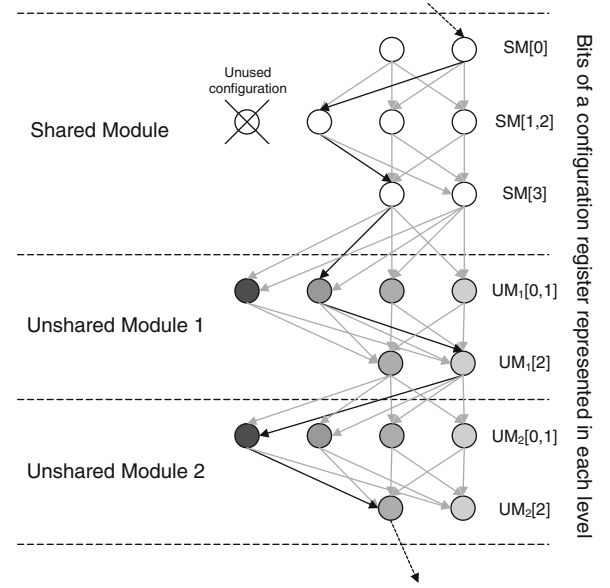 SM[0]
Unused
configuration
Shared Module
SM[1,2]
SM[3]
UM₁[0,1]
Unshared Module 1
UM₁[2]
UM₂[0,1]
Unshared Module 2
UM₂[2]
Bits of a configuration register represented in each level